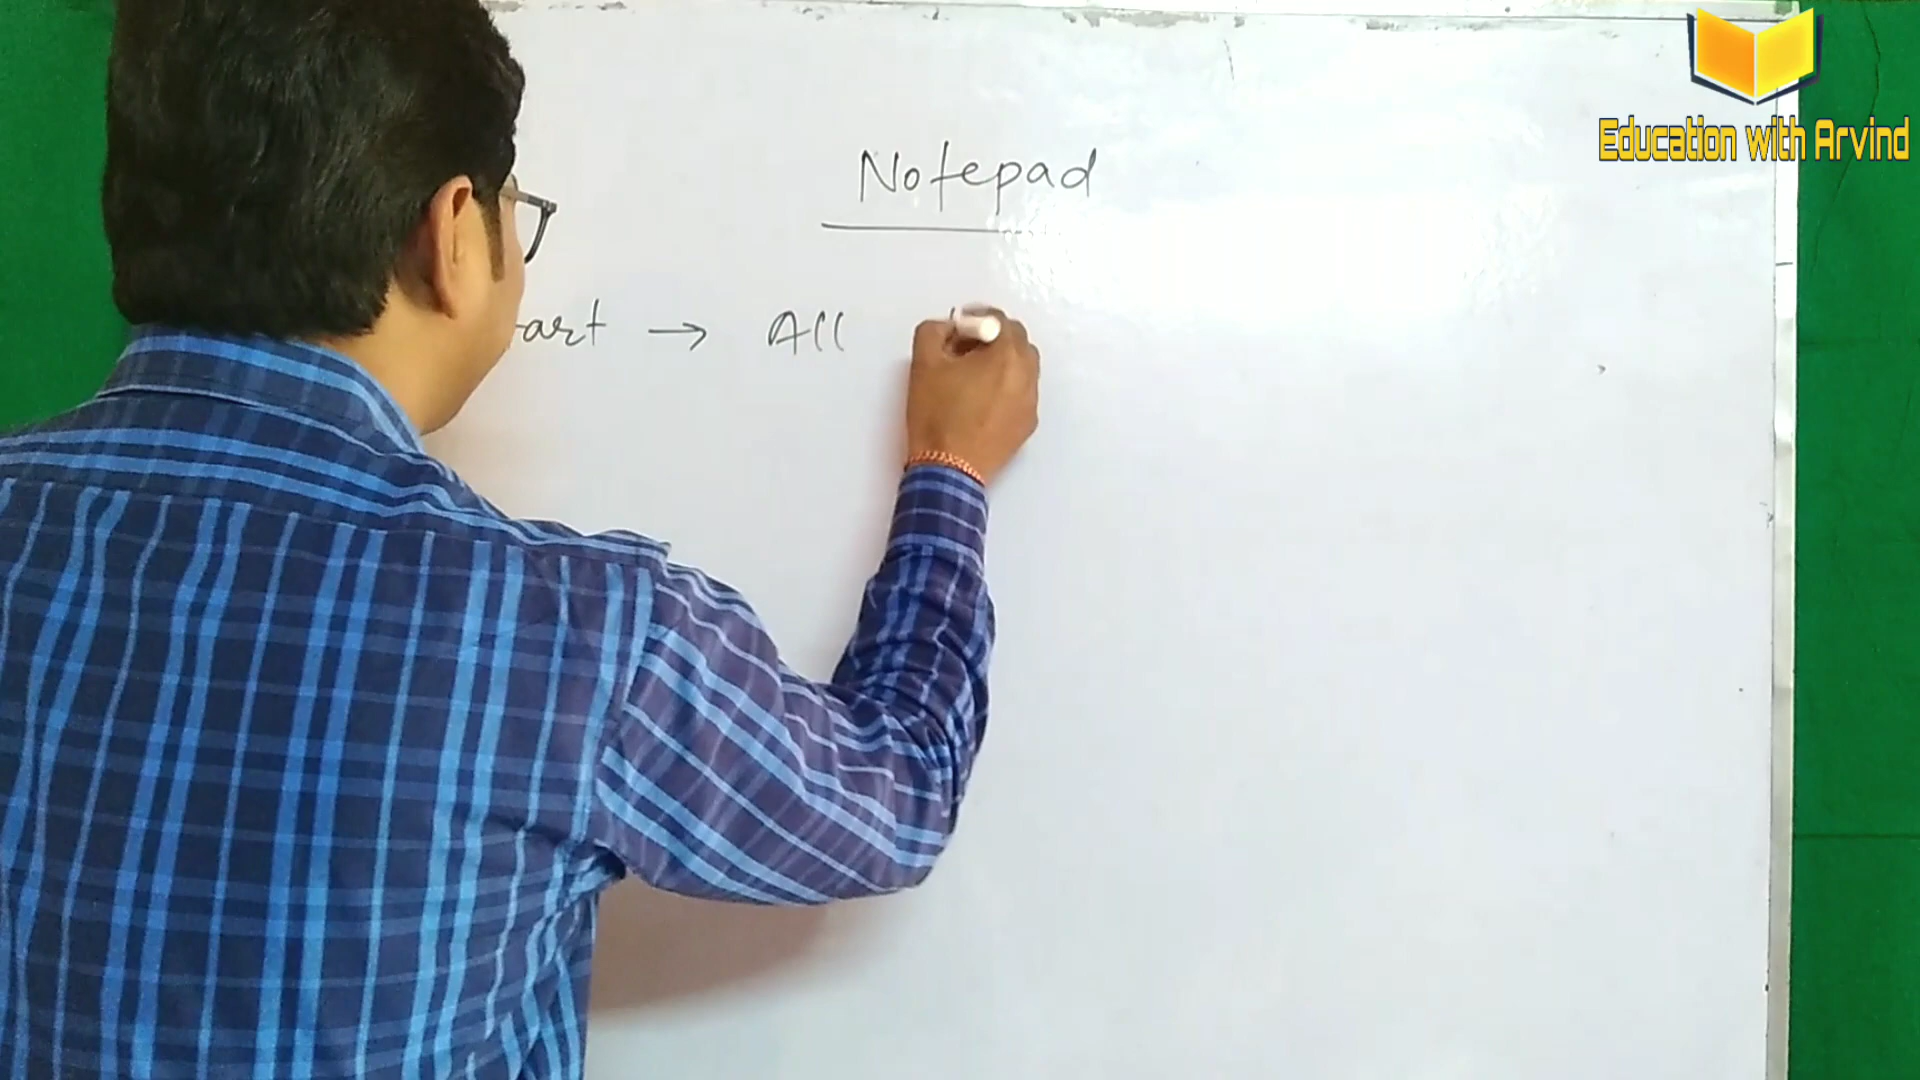 Education with Arvind
Notepad
art → All